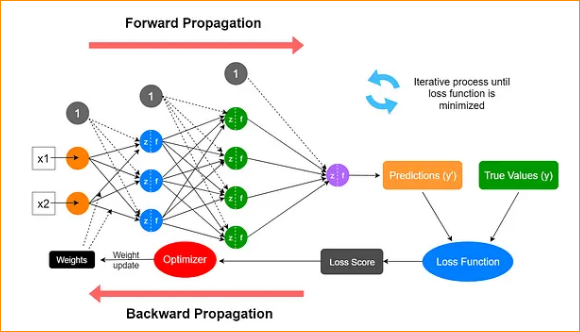 Forward Propagation
1
Iterative process until
loss function is
minimized
1
1
z f
x1
z f
z f
z f
z f
z f
Predictions (y')
True Values (y)
x2
z f
z f
z f
Weights
Weight
update
Optimizer
Loss Score
Loss Function
Backward Propagation